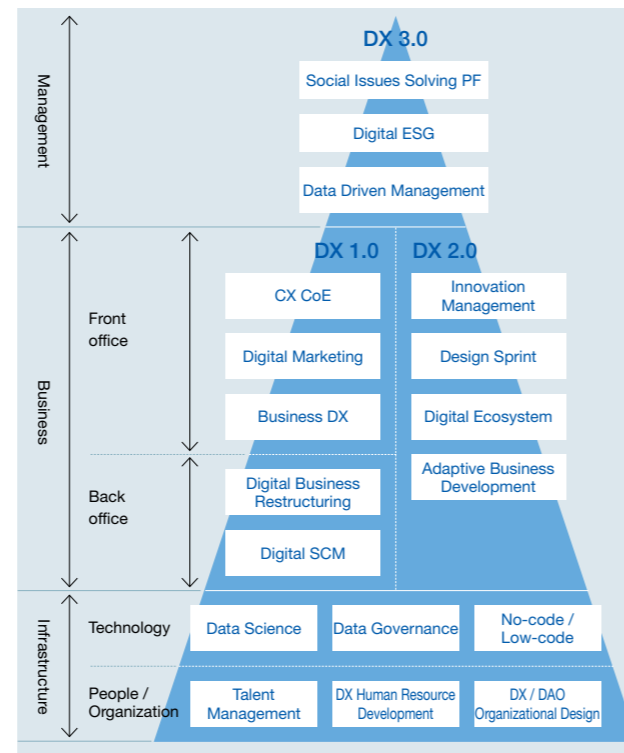 DX 3.0
Management
Social Issues Solving PF
Digital ESG
Data Driven Management
Business
DX 1.0
DX 2.0
Front
office
CX CoE
Innovation
Management
Digital Marketing
Design Sprint
Business DX
Digital Ecosystem
Back
office
Digital Business
Restructuring
Adaptive Business
Development
Digital SCM
Infrastructure
Technology
Data Science
Data Governance
No-code /
Low-code
People /
Organization
Talent
Management
DX Human Resource
Development
DX / DAO
Organizational Design